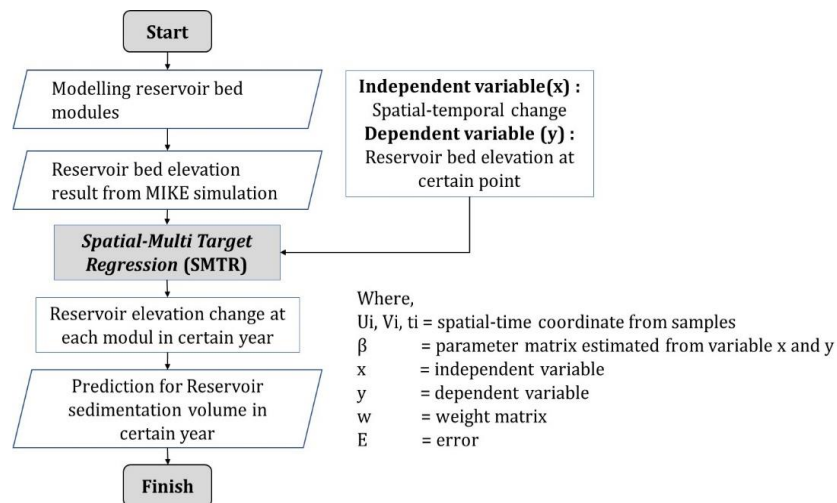 Start
Modelling reservoir bed
modules
Reservoir bed elevation
result from MIKE simulation
Spatial-Multi Target
Regression (SMTR)
Reservoir elevation change at
each modul in certain year
Prediction for Reservoir
sedimentation volume in
certain year
Finish
Independent variable(x) :
Spatial-temporal change
Dependent variable (y) :
Reservoir bed elevation at
certain point
Where,
Ui, Vi, ti = spatial-time coordinate from samples
β = parameter matrix estimated from variable x and y
x = independent variable
y = dependent variable
w = weight matrix
E = error